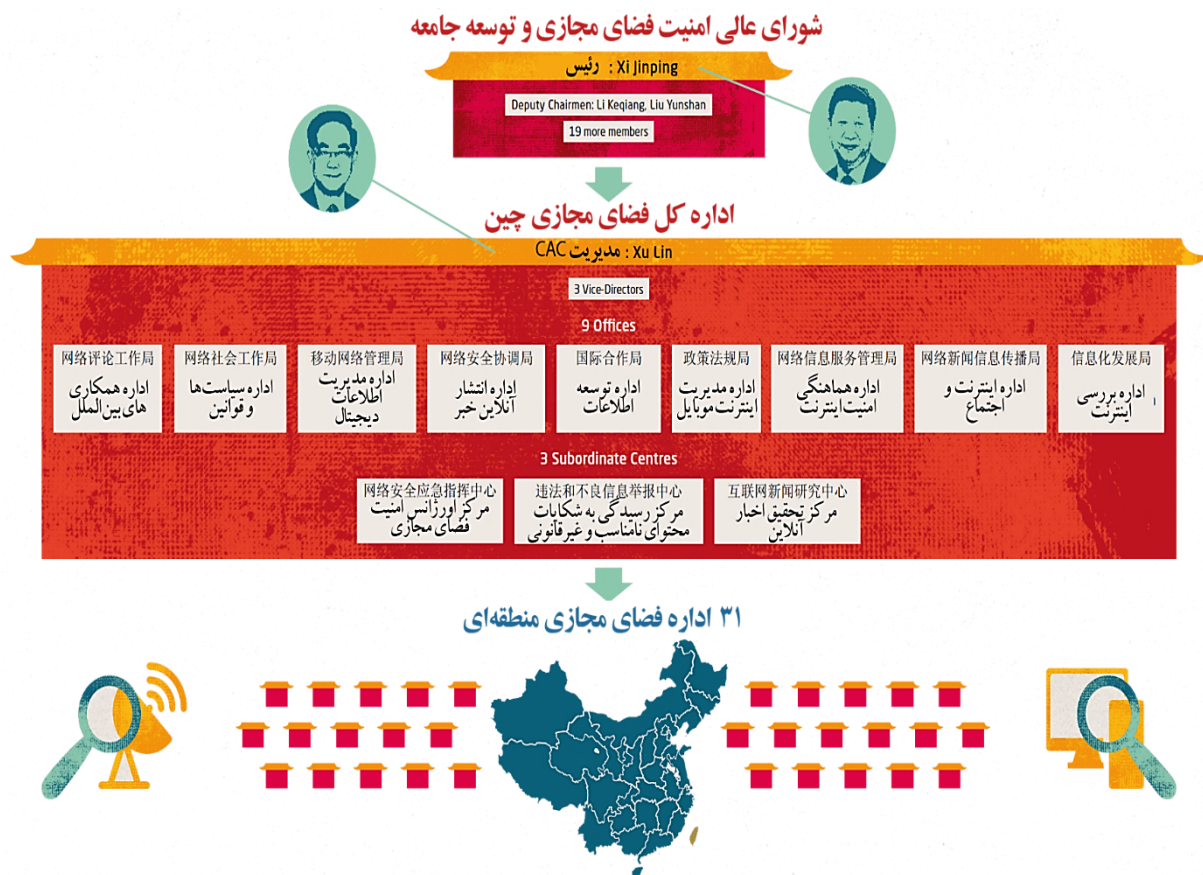 شورای عالی امنیت فضای مجازی و توسعه جامعه
رئیس : Xi Jinping
Deputy Chairmen: Li Keqiang, Liu Yunshan
19 more members
اداره کل فضای مجازی چین
مدیریت CAC : Xu Lin
3 Vice-Directors
9 Offices
网络评论工作局
اداره همکاری
های بین‌الملل
网络社会工作局
اداره سیاست‌ها
و قوانین
移动网络管理局
اداره مدیریت
اطلاعات
دیجیتال
网络安全协调局
إداره انتشار
آنلاین خبر
国际合作局
اداره توسعه
اطلاعات
政策法规局
اداره مدیریت
اینترنت موبایل
网络信息服务管理局
اداره هماهنگی
امنیت اینترنت
网络新闻信息传播局
اداره اینترنت و
اجتماع
信息化发展局
اداره بررسی
اینترنت
3 Subordinate Centres
网络安全应急指挥中心
مرکز اورژانس امنیت
فضای مجازی
违法和不良信息举报中心
مرکز رسیدگی به شکایات
محتوای نامناسب و غیرقانونی
互联网新闻研究中心
مرکز تحقیق اخبار
آنلاین
۳۱ اداره فضای مجازی منطقه‌ای